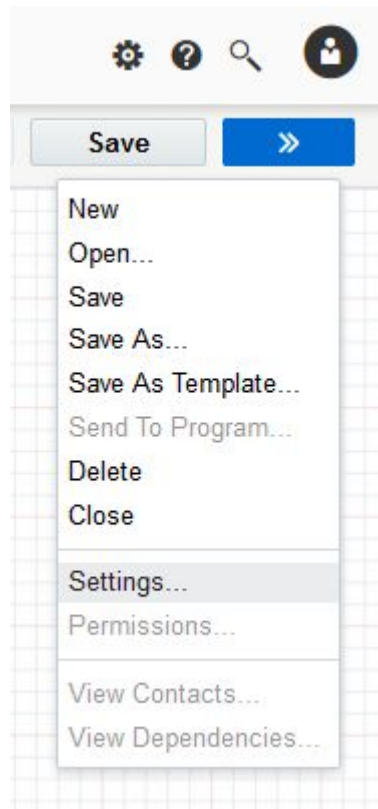 Save
New
Open...
Save
Save As...
Save As Template...
Send To Program...
Delete
Close
Settings...
Permissions...
View Contacts...
View Dependencies...